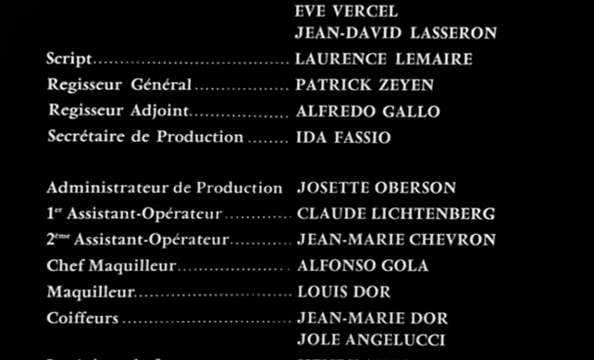 EVE VERCEL
JEAN-DAVID LASSERON
Script..................................... LAURENCE LEMAIRE
Regisseur Général.................. PATRICK ZEYEN
Regisseur Adjoint................... ALFREDO GALLO
Secrétaire de Production ........ IDA FASSIO
Administrateur de Production JOSETTE OBERSON
1er Assistant-Opérateur............. CLAUDE LICHTENBERG
2ème Assistant-Opérateur............ JEAN-MARIE CHEVRON
Chef Maquilleur...................... ALFONSO GOLA
Maquilleur.............................. LOUIS DOR
Coiffeurs ................................ JEAN-MARIE DOR
JOLE ANGELUCCI